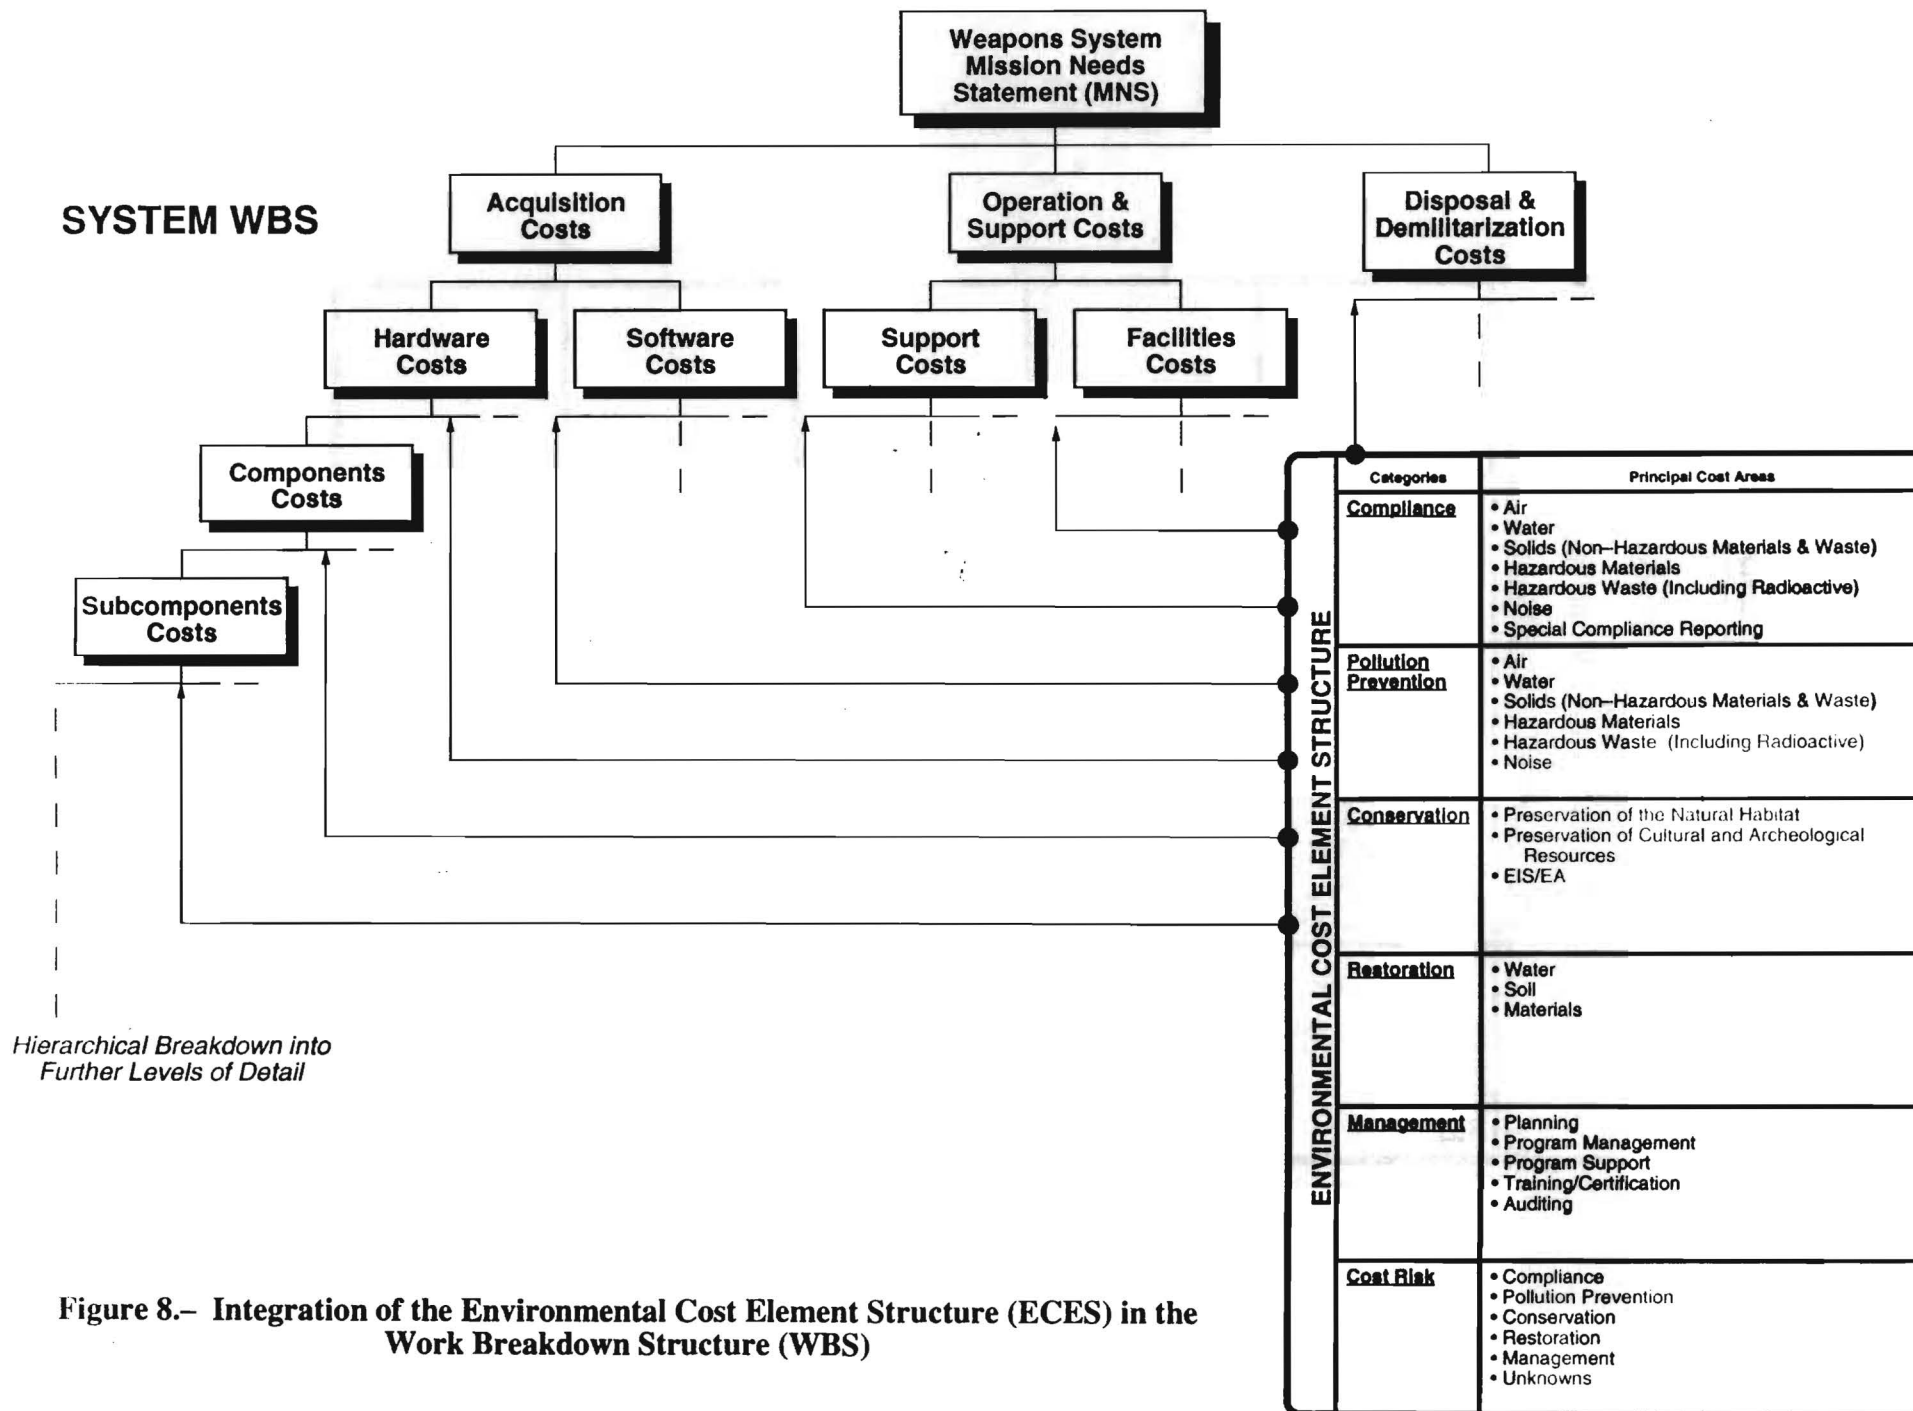 Weapons System
Mission Needs
Statement (MNS)
SYSTEM WBS
Acquisition
Costs
Operation &
Support Costs
Disposal &
Demilitarization
Costs
Hardware
Costs
Software
Costs
Support
Costs
Facilities
Costs
Components
Costs
Subcomponents
Costs
Hierarchical Breakdown into
Further Levels of Detail
ENVIRONMENTAL COST ELEMENT STRUCTURE
Categories
Principal Cost Areas
Compliance
• Air
• Water
• Solids (Non–Hazardous Materials & Waste)
• Hazardous Materials
• Hazardous Waste (Including Radioactive)
• Noise
• Special Compliance Reporting
Pollution
Prevention
• Air
• Water
• Solids (Non–Hazardous Materials & Waste)
• Hazardous Materials
• Hazardous Waste (Including Radioactive)
• Noise
Conservation
• Preservation of the Natural Habitat
• Preservation of Cultural and Archeological
Resources
• EIS/EA
Restoration
• Water
• Soil
• Materials
Management
• Planning
• Program Management
• Program Support
• Training/Certification
• Auditing
Cost Risk
• Compliance
• Pollution Prevention
• Conservation
• Restoration
• Management
• Unknowns
Figure 8.– Integration of the Environmental Cost Element Structure (ECES) in the
Work Breakdown Structure (WBS)